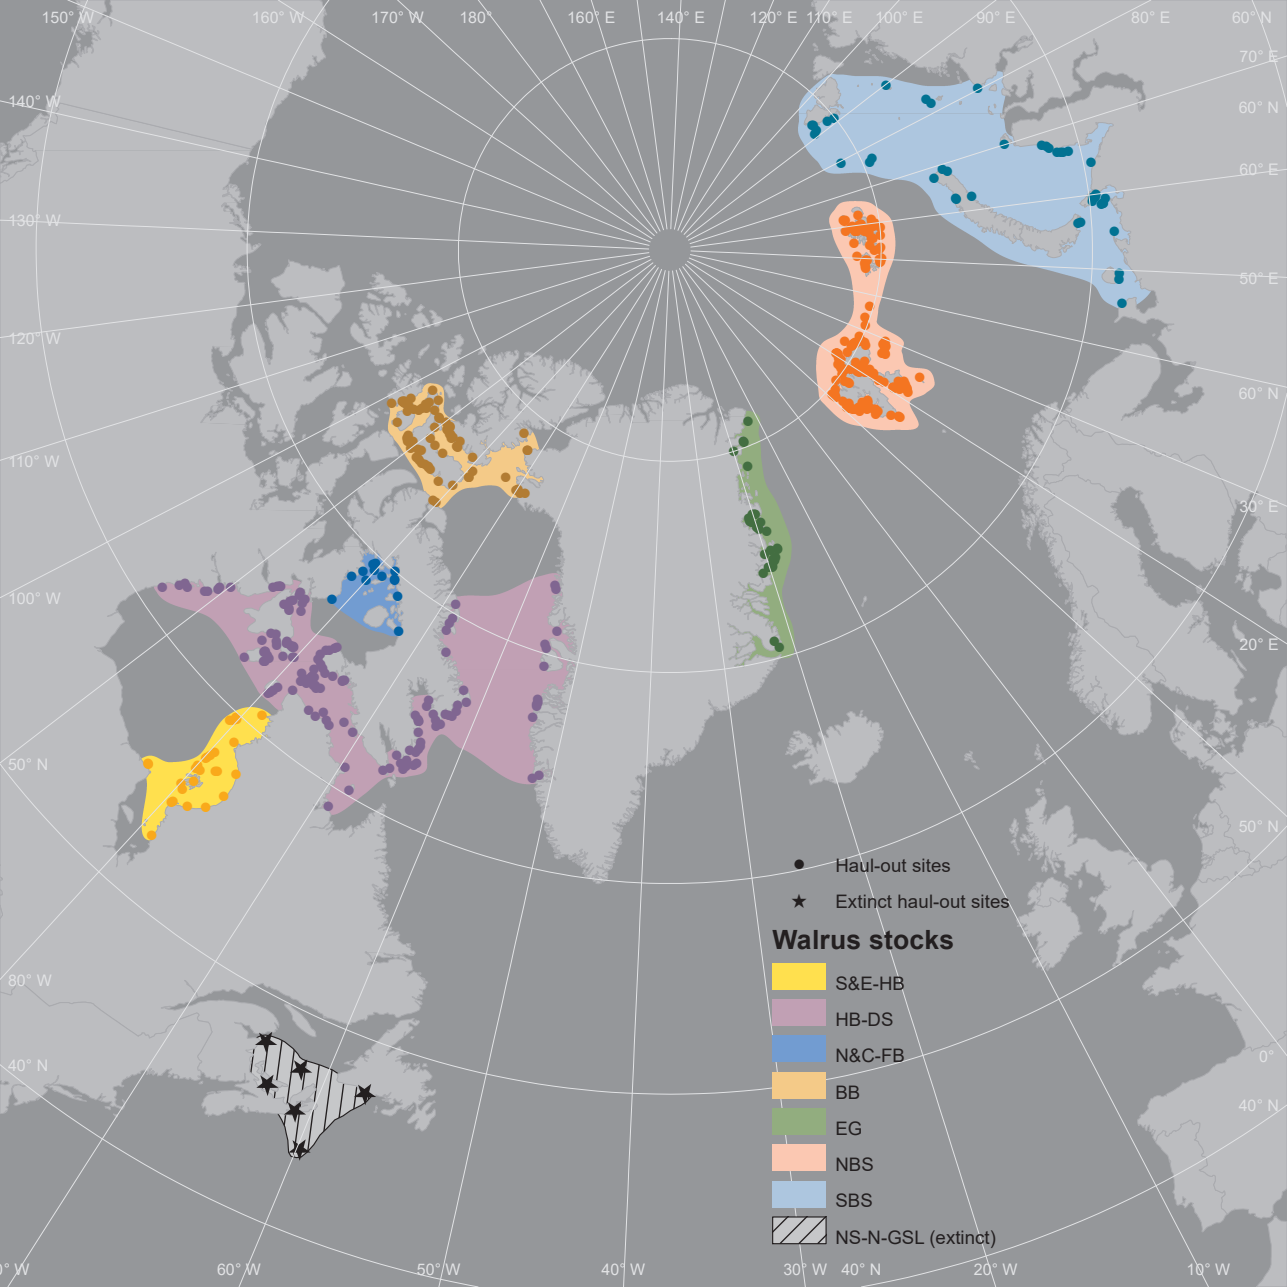 150° W 160° W 170° W 180° 160° E 140° E 120° E 110° E 100° E 90° E 80° E 60° N
70° E
140° W
60° N
60° E
130° W
50° E
120° W
60° N
110° W
30° E
100° W
20° E
50° N
50° N
Haul-out sites
Extinct haul-out sites
Walrus stocks
80° W
S&E-HB
HB-DS
N&C-FB
0°
40° N
BB
40° N
EG
NBS
SBS
NS-N-GSL (extinct)
0° W 60° W 50° W 40° W 30° W 40° N 20° W 10° W